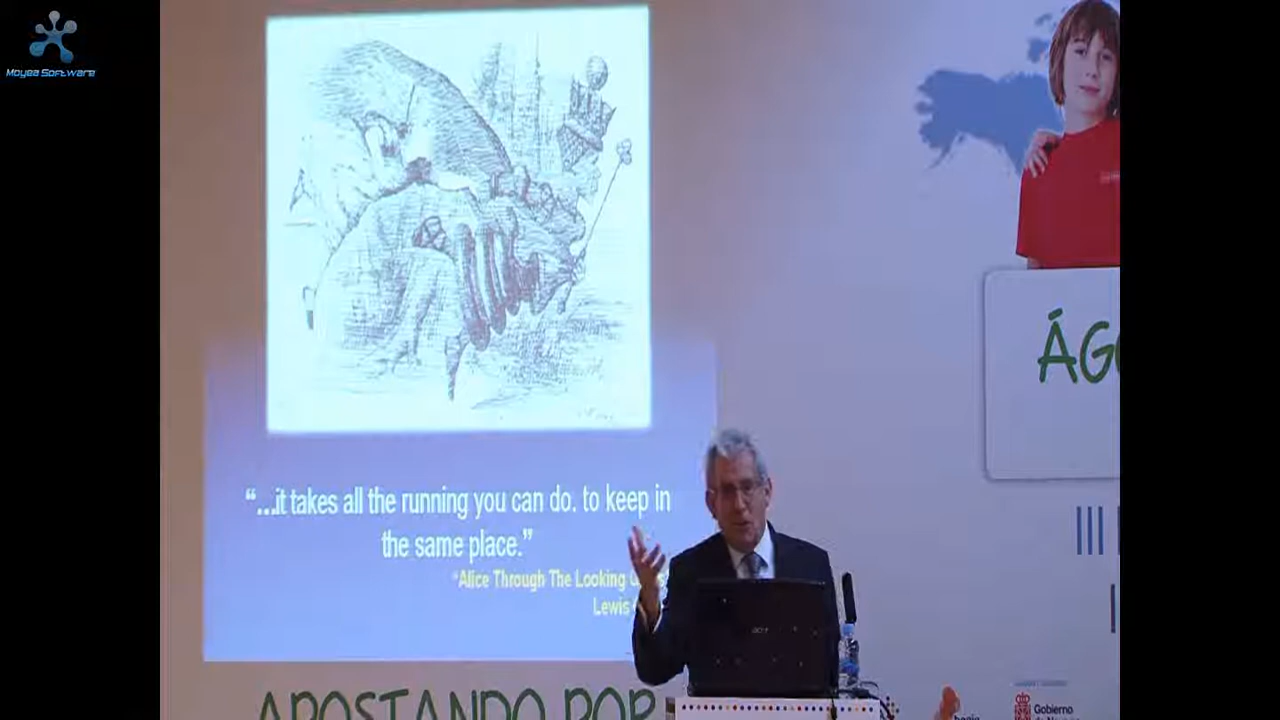 Moyea Software
“...it takes all the running you can do, to keep in
the same place.”
“Alice Through The Looking
Lewis
ÁG
III
acer
APOSTANDO POR
Gobierno